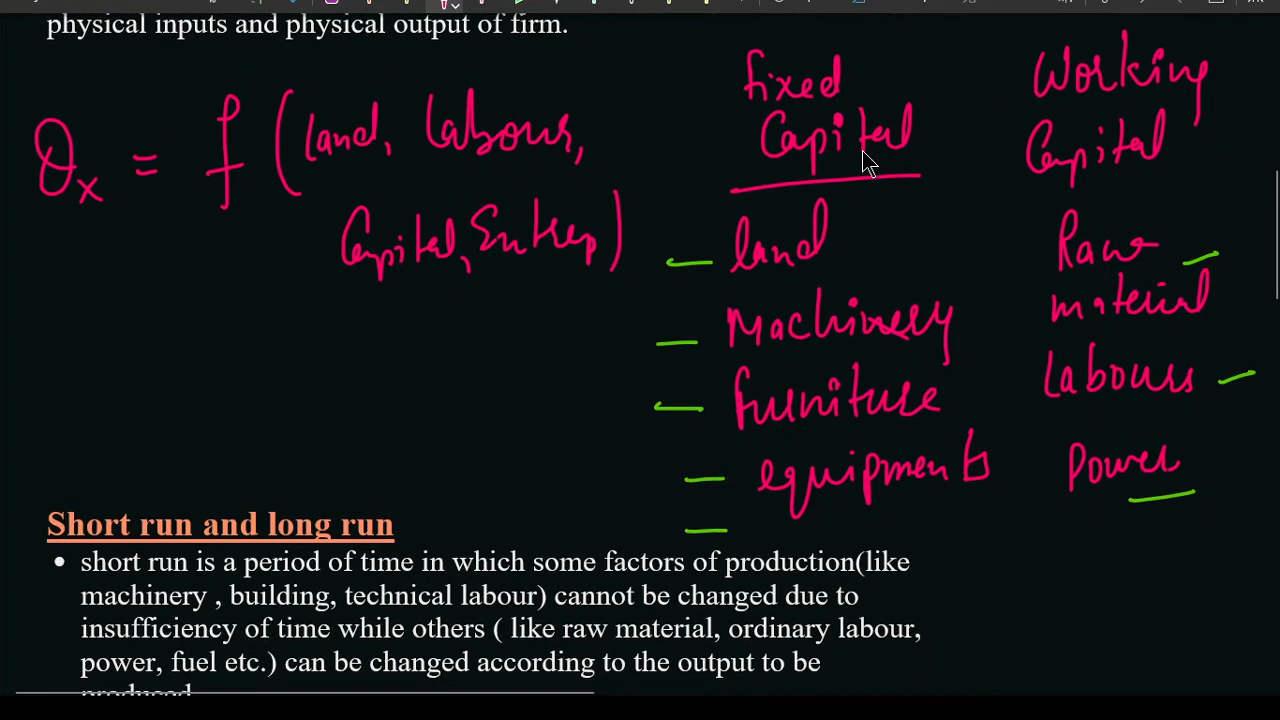 physical inputs and physical output of firm.
Qx = f (land, labour,
Capital, Entrep)
fixed
Capital
land
Machinery
furniture
equipments
Working
Capital
Raw
material
Labours
Power
Short run and long run
• short run is a period of time in which some factors of production(like
machinery , building, technical labour) cannot be changed due to
insufficiency of time while others ( like raw material, ordinary labour,
power, fuel etc.) can be changed according to the output to be
produced